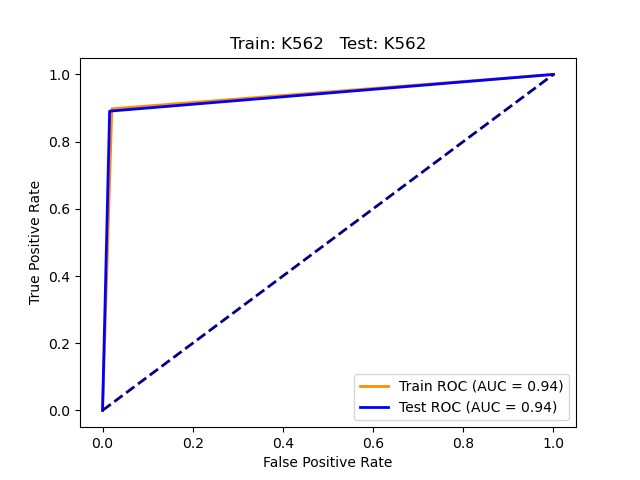 Train: K562   Test: K562
1.0
0.8
0.6
0.4
0.2
0.0
True Positive Rate
Train ROC (AUC = 0.94)
Test ROC (AUC = 0.94)
0.0 0.2 0.4 0.6 0.8 1.0
False Positive Rate